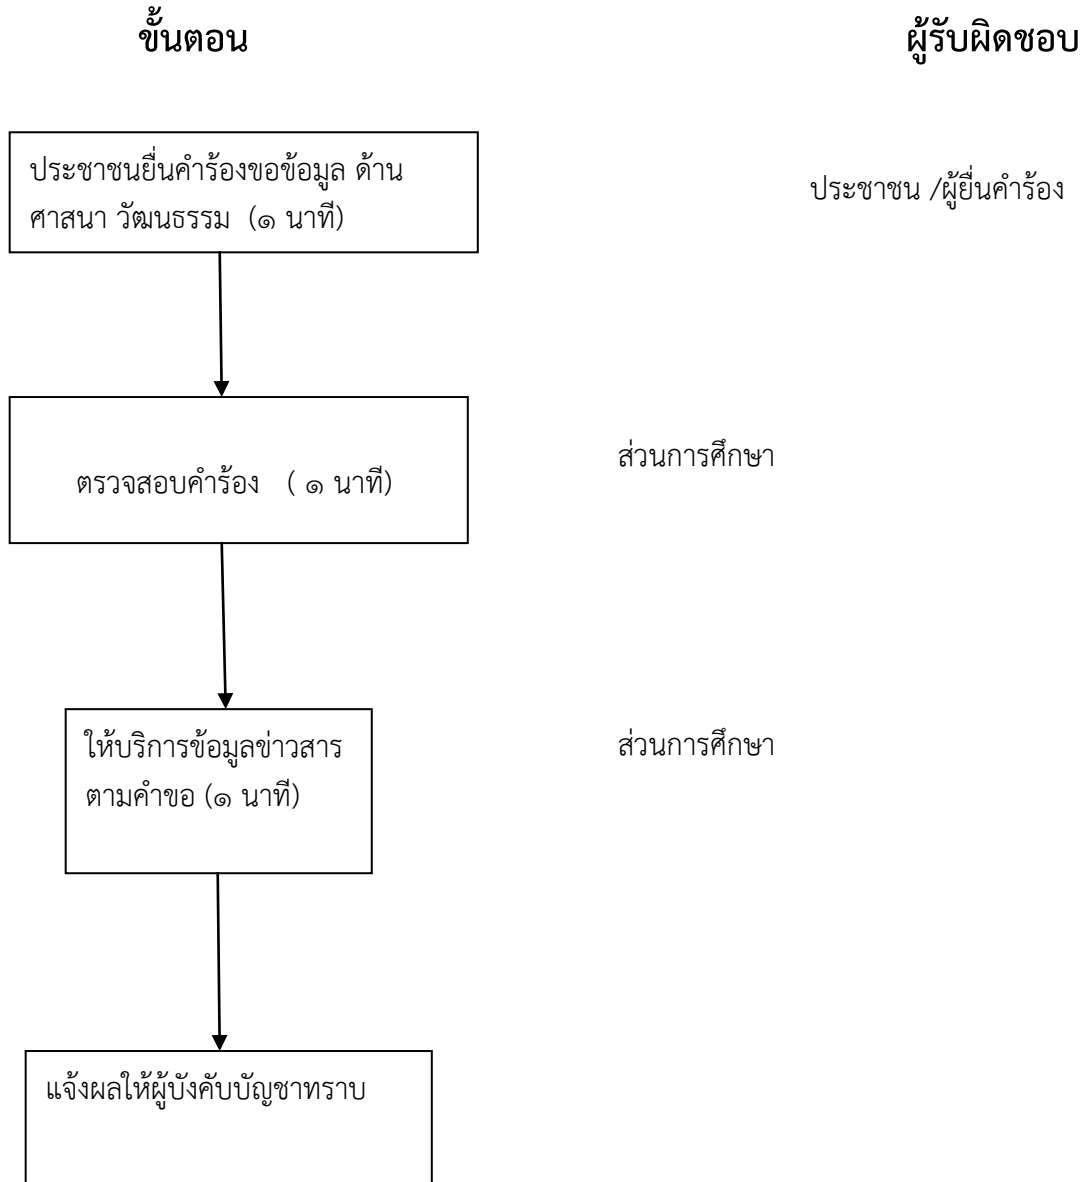 ขั้นตอน
ผู้รับผิดชอบ
ประชาชนยื่นคำร้องขอข้อมูล ด้าน
ศาสนา วัฒนธรรม (๑ นาที)
ประชาชน /ผู้ยื่นคำร้อง
ตรวจสอบคำร้อง ( ๑ นาที)
ส่วนการศึกษา
ให้บริการข้อมูลข่าวสาร
ตามคำขอ (๑ นาที)
ส่วนการศึกษา
แจ้งผลให้ผู้บังคับบัญชาทราบ